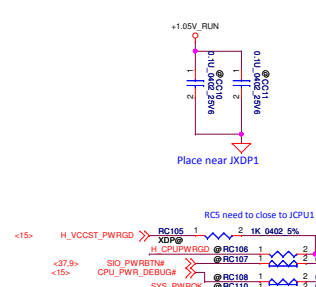 +1.05V_RUN
1
2
@CC10
0.1U_0402_25V6
1
2
@CC11
0.1U_0402_25V6
Place near JXDP1
RC5 need to close to JCPU1
<15> H_VCCST_PWRGD RC105 1 2 1K_0402_5%
XDP@
H_CPUPWRGD @ RC106 1 2
<37,9> SIO_PWRBTN# @ RC107 1 2
<15> CPU_PWR_DEBUG#
@ RC108 1 2
SYS_PWROK @ RC110 1 2